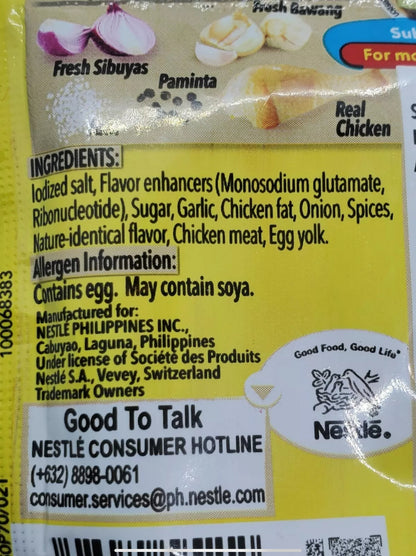 Fresh Bawang
Fresh Sibuyas
Paminta
Real
Chicken
Sul
For mo
INGREDIENTS:
Iodized salt, Flavor enhancers (Monosodium glutamate,
Ribonucleotide), Sugar, Garlic, Chicken fat, Onion, Spices,
Nature-identical flavor, Chicken meat, Egg yolk.
Allergen Information:
Contains egg. May contain soya.
Manufactured for:
NESTLÉ PHILIPPINES INC.,
Cabuyao, Laguna, Philippines
Under license of Société des Produits
Nestlé S.A., Vevey, Switzerland
Trademark Owners
Good Food, Good Life®
Nestlé®
Good To Talk
NESTLÉ CONSUMER HOTLINE
(+632) 8898-0061
consumer.services@ph.nestle.com
100068383